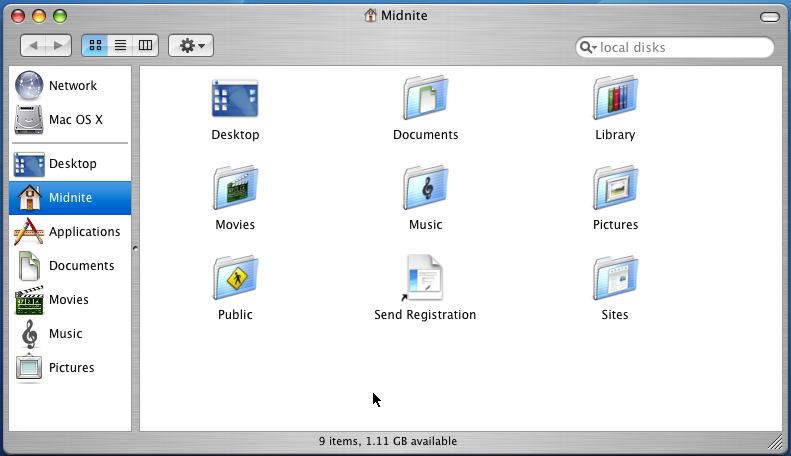 Midnite
local disks
Network
Mac OS X
Desktop
Midnite
Applications
Documents
Movies
Music
Pictures
Desktop
Documents
Library
Movies
Music
Pictures
Public
Send Registration
Sites
9 items, 1.11 GB available